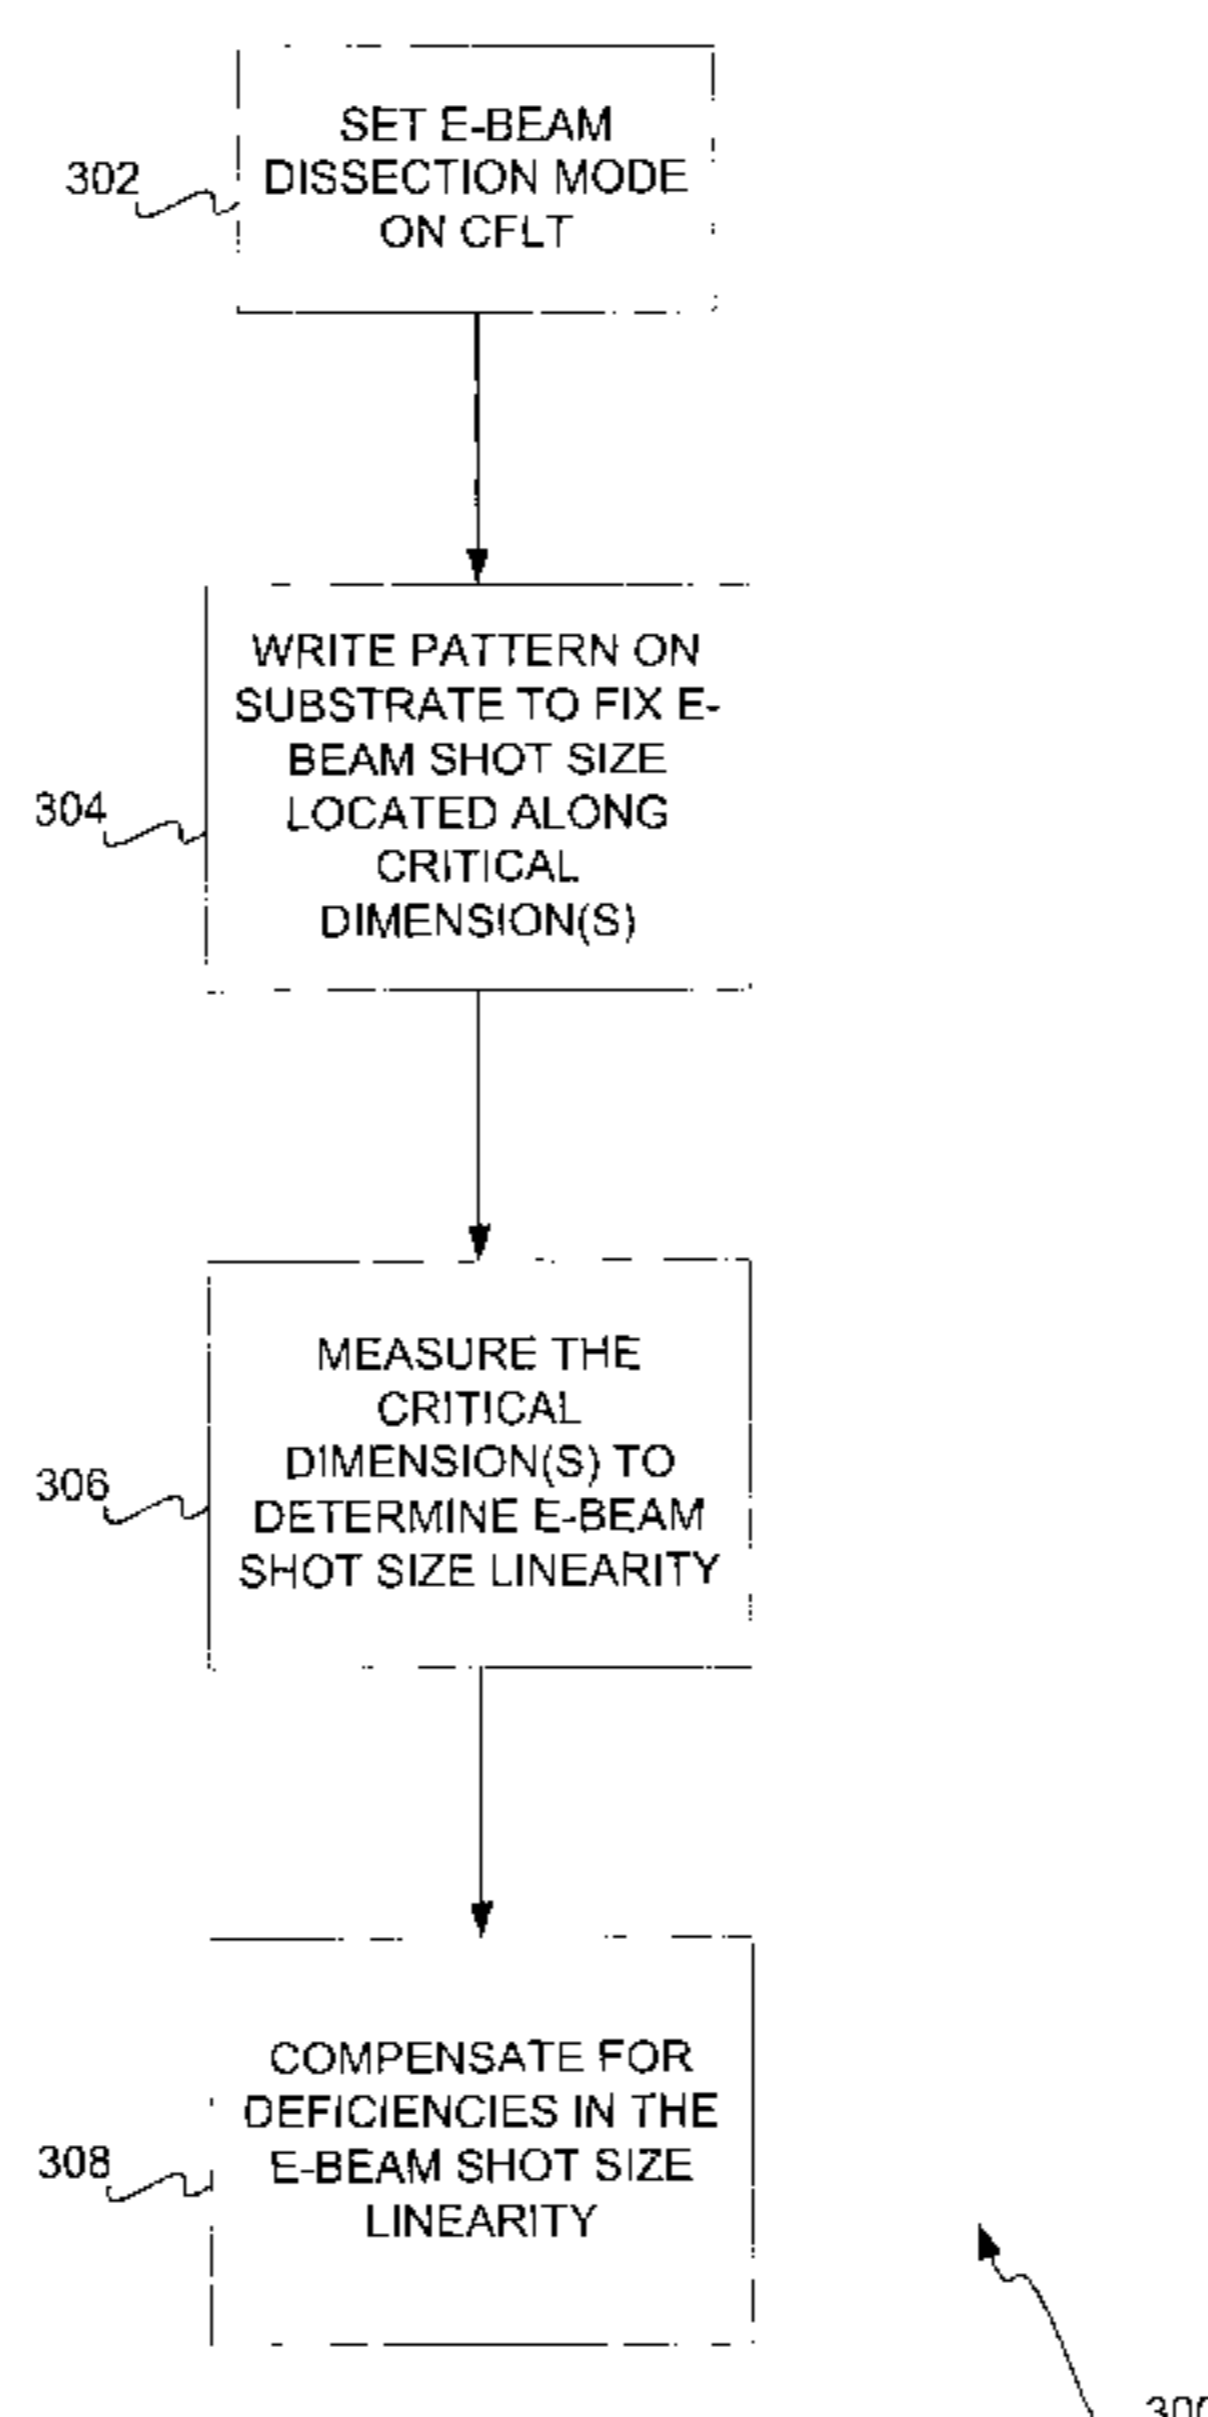 SET E-BEAM
302
DISSECTION MODE
ON CFLT
WRITE PATTERN ON
SUBSTRATE TO FIX E-
BEAM SHOT SIZE
304
LOCATED ALONG
CRITICAL
DIMENSION(S)
MEASURE THE
CRITICAL
DIMENSION(S) TO
306
DETERMINE E-BEAM
SHOT SIZE LINEARITY
COMPENSATE FOR
DEFICIENCIES IN THE
308
E-BEAM SHOT SIZE
LINEARITY